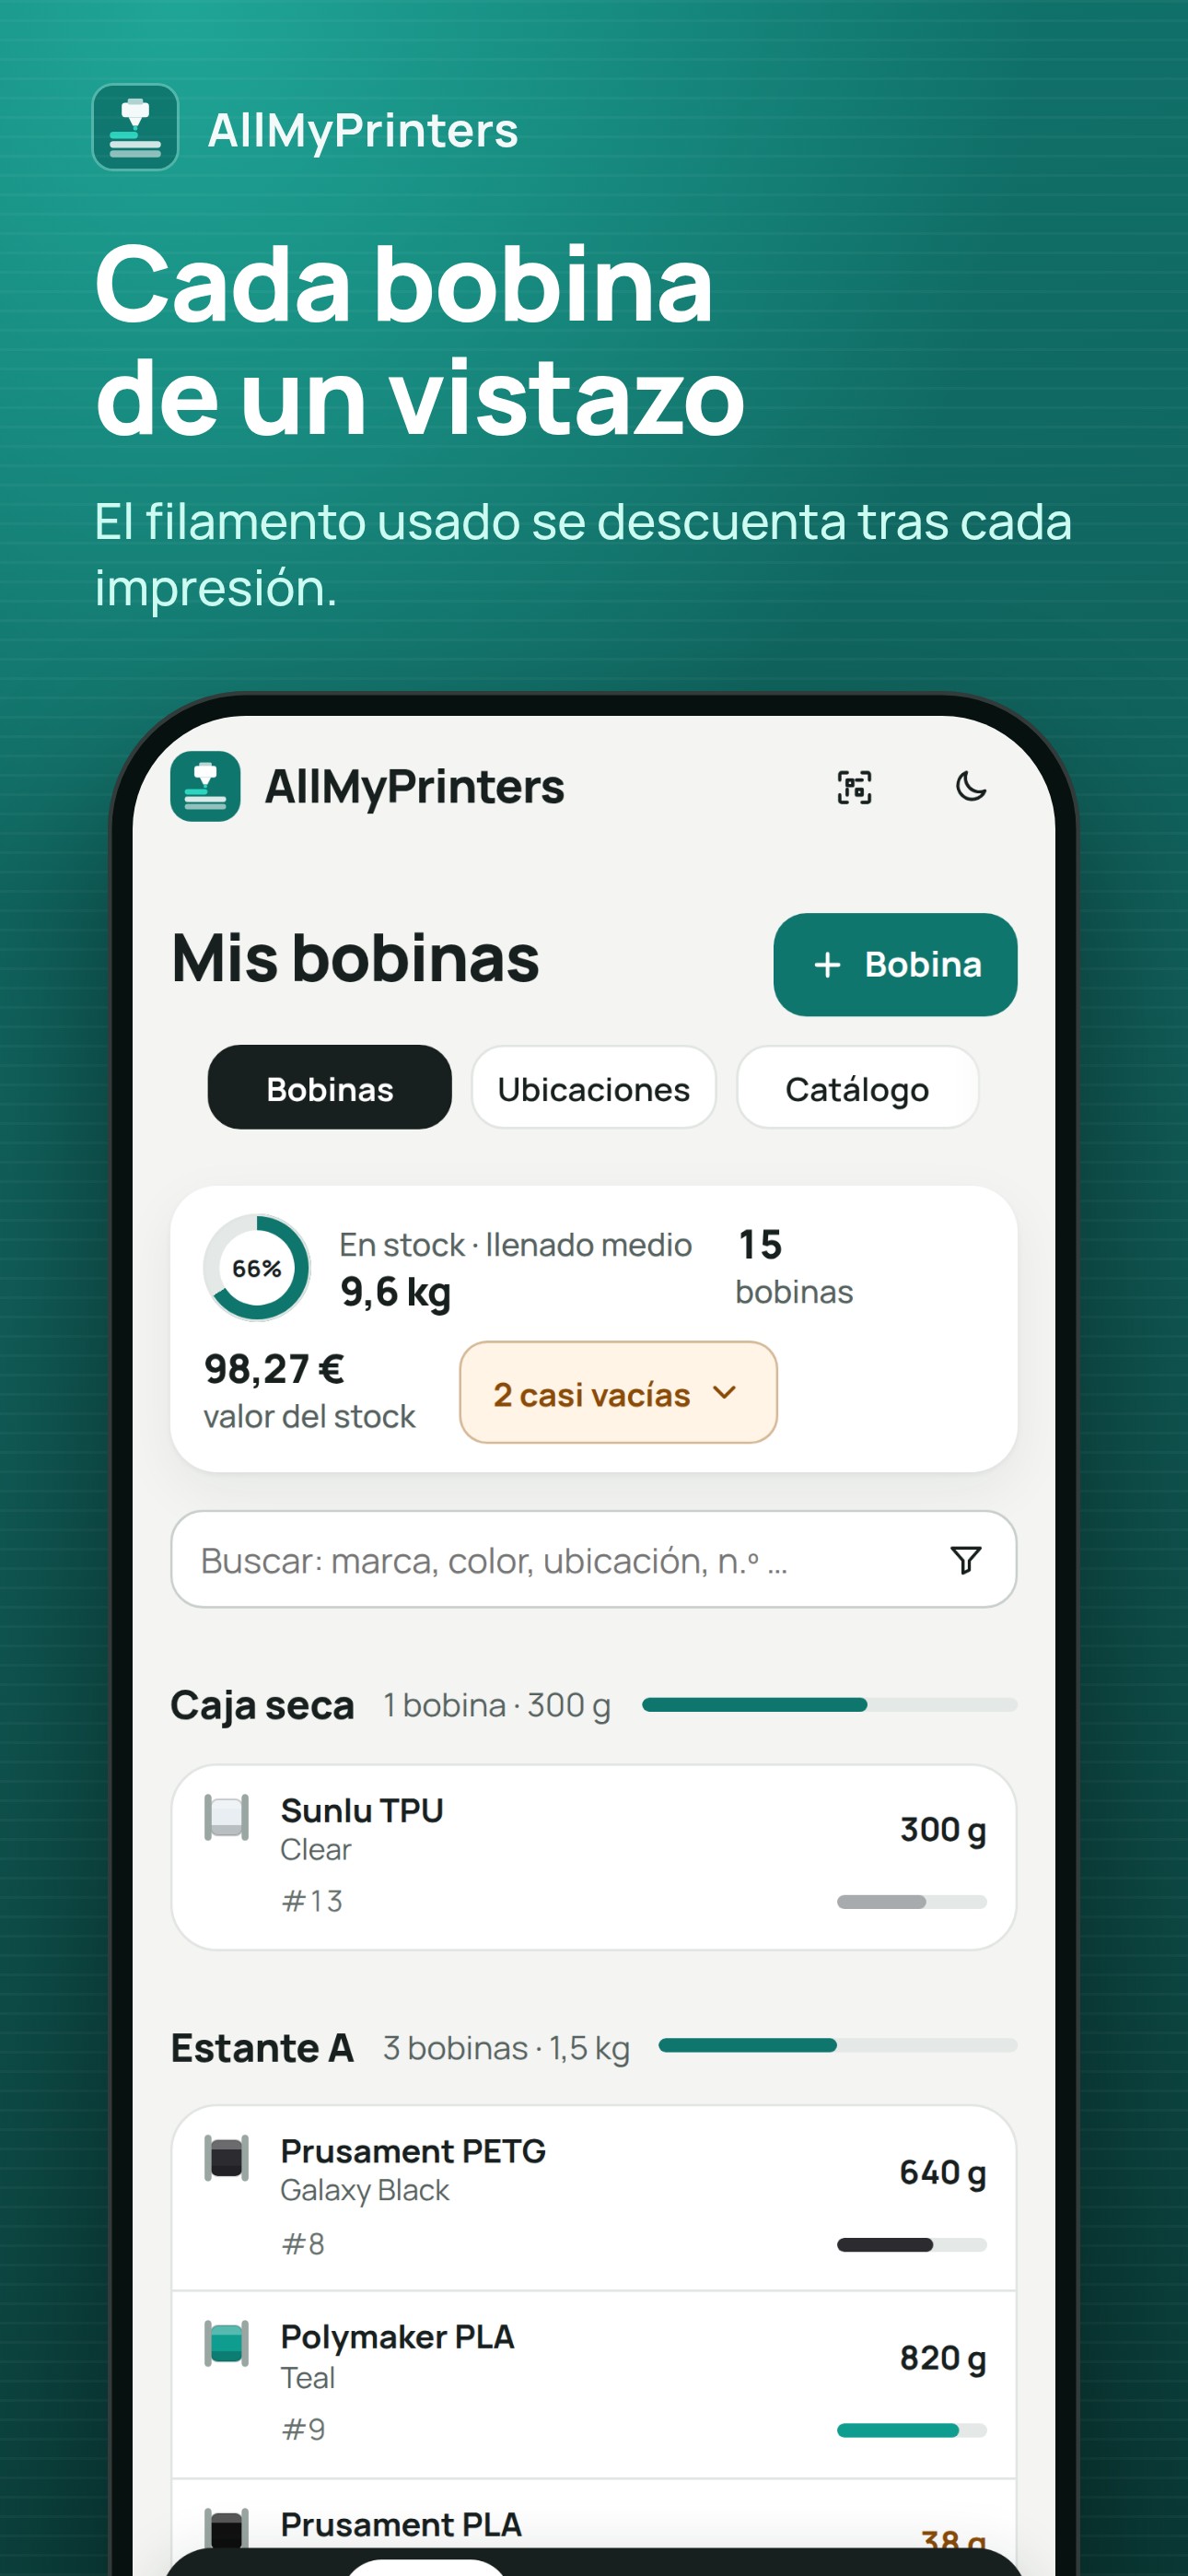 AllMyPrinters
Cada bobina
de un vistazo
El filamento usado se descuenta tras cada
impresión.
AllMyPrinters
Mis bobinas
+ Bobina
Bobinas
Ubicaciones
Catálogo
66%
En stock · llenado medio
9,6 kg
15
bobinas
98,27 €
valor del stock
2 casi vacías
Buscar: marca, color, ubicación, n.º ...
Caja seca
1 bobina · 300 g
Sunlu TPU
Clear
#13
300 g
Estante A
3 bobinas · 1,5 kg
Prusament PETG
Galaxy Black
#8
640 g
Polymaker PLA
Teal
#9
820 g
Prusament PLA
38 g